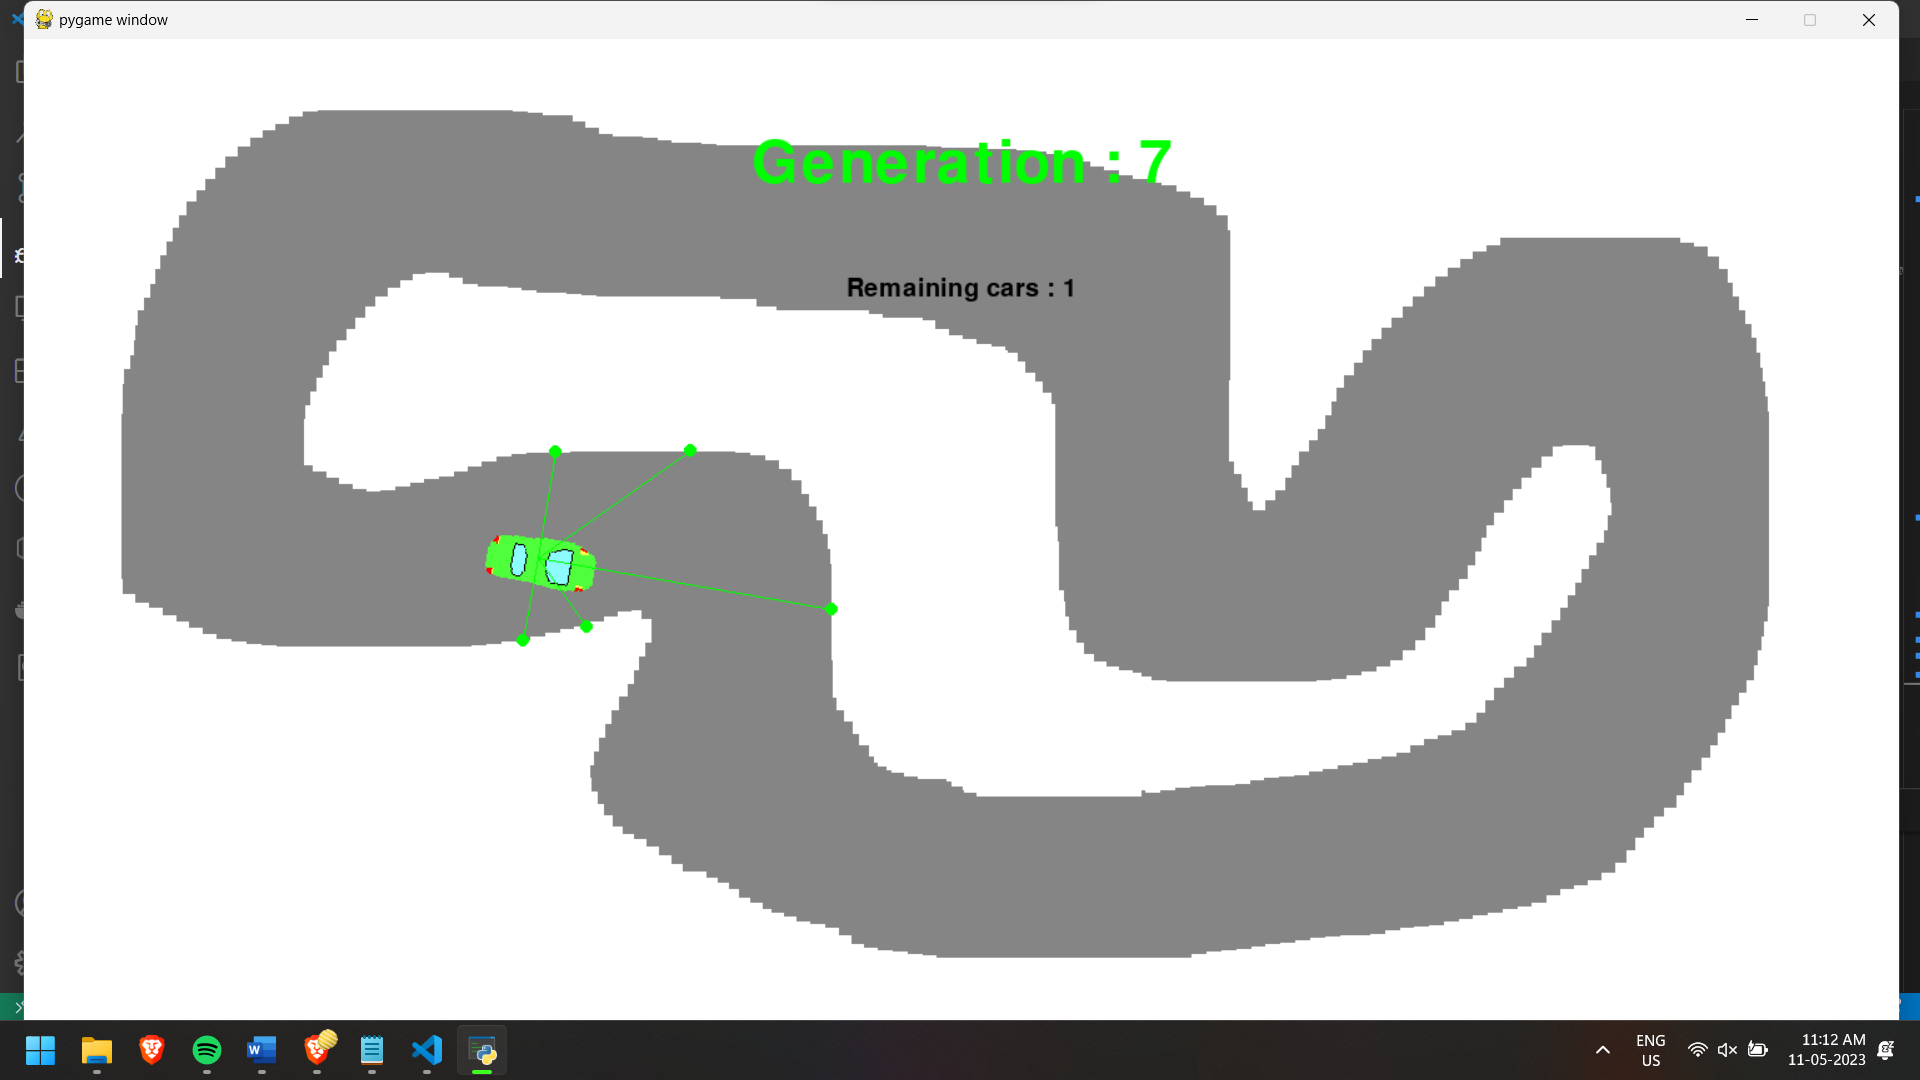 pygame window
Generation : 7
Remaining cars : 1
ENG
US
11:12 AM
11-05-2023